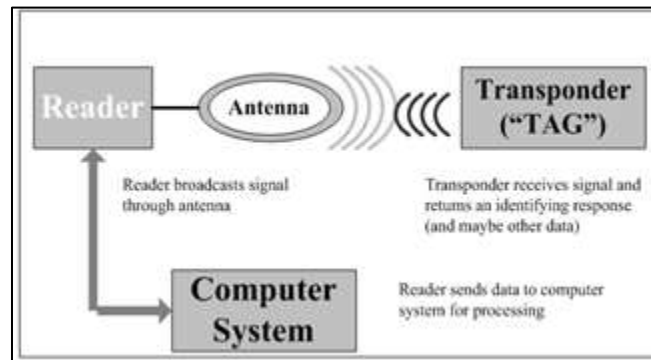 Reader
Antenna
Transponder
("TAG")
Reader broadcasts signal
through antenna
Transponder receives signal and
returns an identifying response
(and maybe other data)
Computer
System
Reader sends data to computer
system for processing